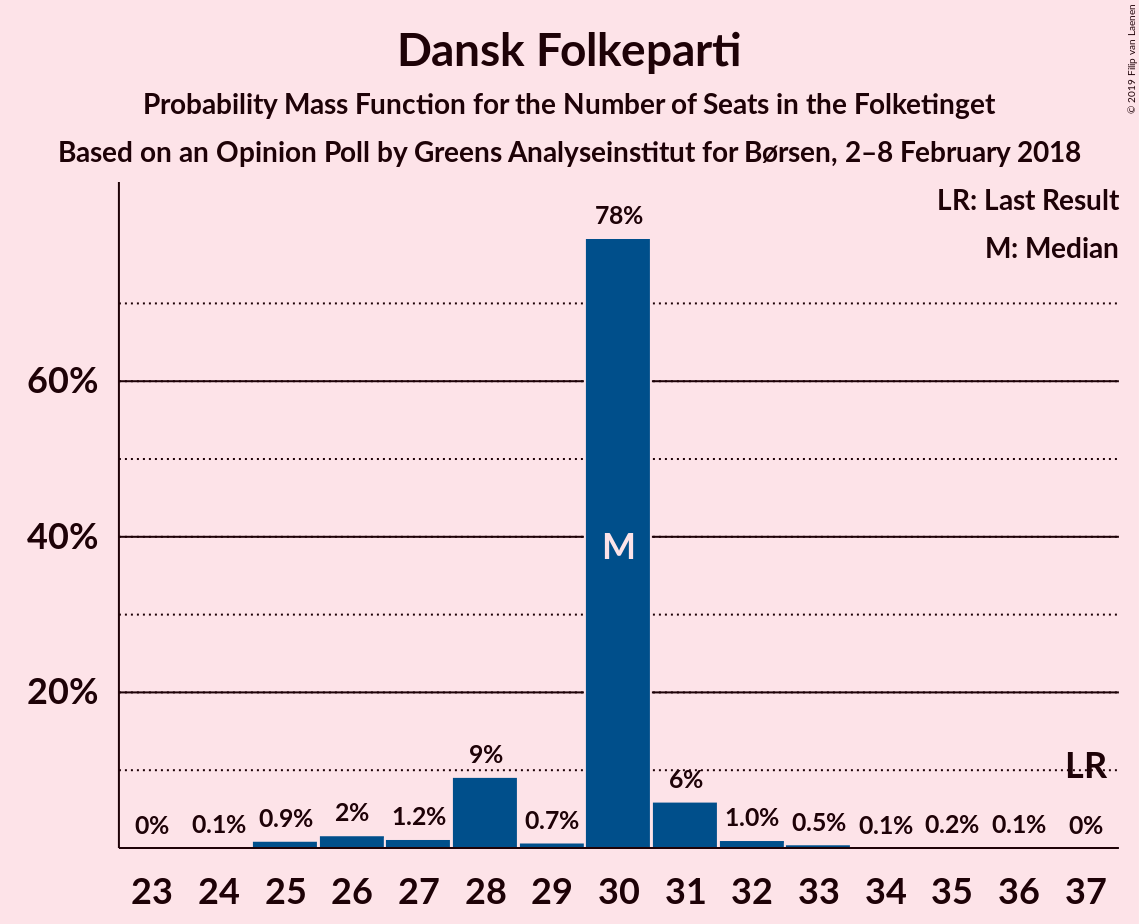 Dansk Folkeparti
Probability Mass Function for the Number of Seats in the Folketinget
Based on an Opinion Poll by Greens Analyseinstitut for Børsen, 2–8 February 2018
© 2019 Filip van Laenen
LR: Last Result
M: Median
78%
60%
40%
M
20%
9%
6%
LR
0% 0.1% 0.9% 2% 1.2% 0.7% 1.0% 0.5% 0.1% 0.2% 0.1% 0%
23 24 25 26 27 28 29 30 31 32 33 34 35 36 37